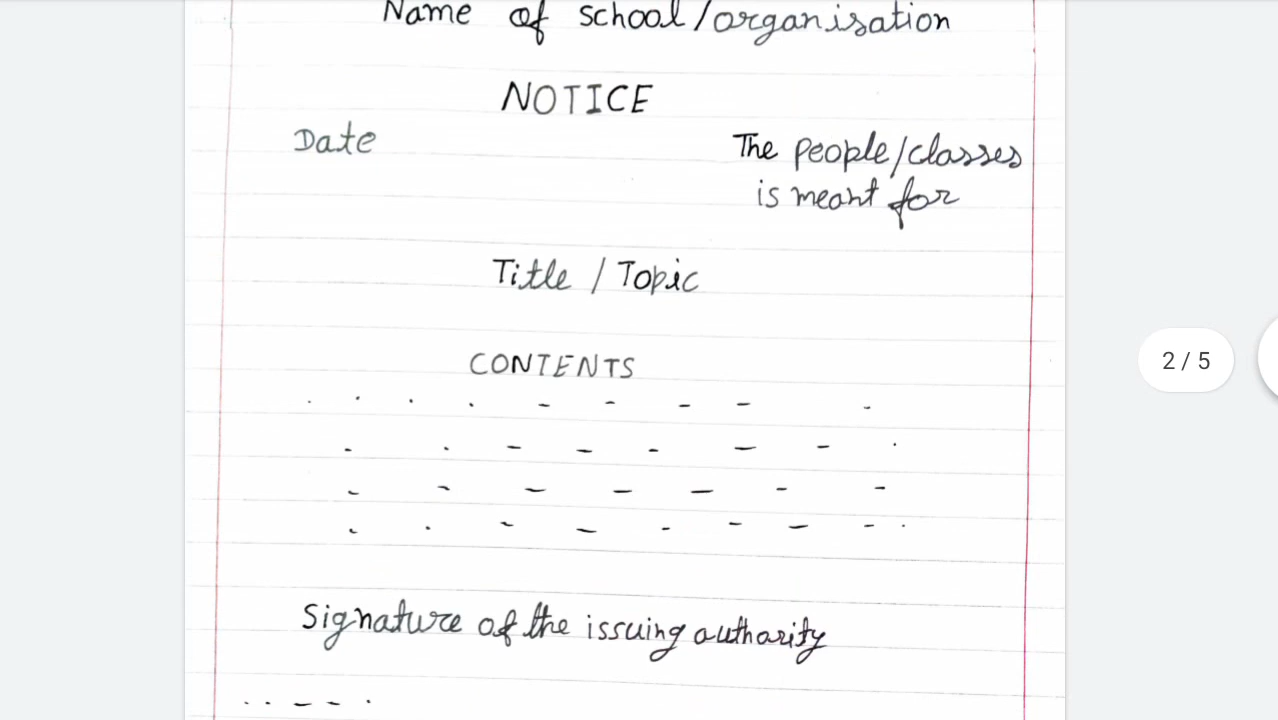 Name of school/organisation
NOTICE
Date
The people/classes
is meant for
Title / Topic
CONTENTS
2 / 5
Signature of the issuing authority